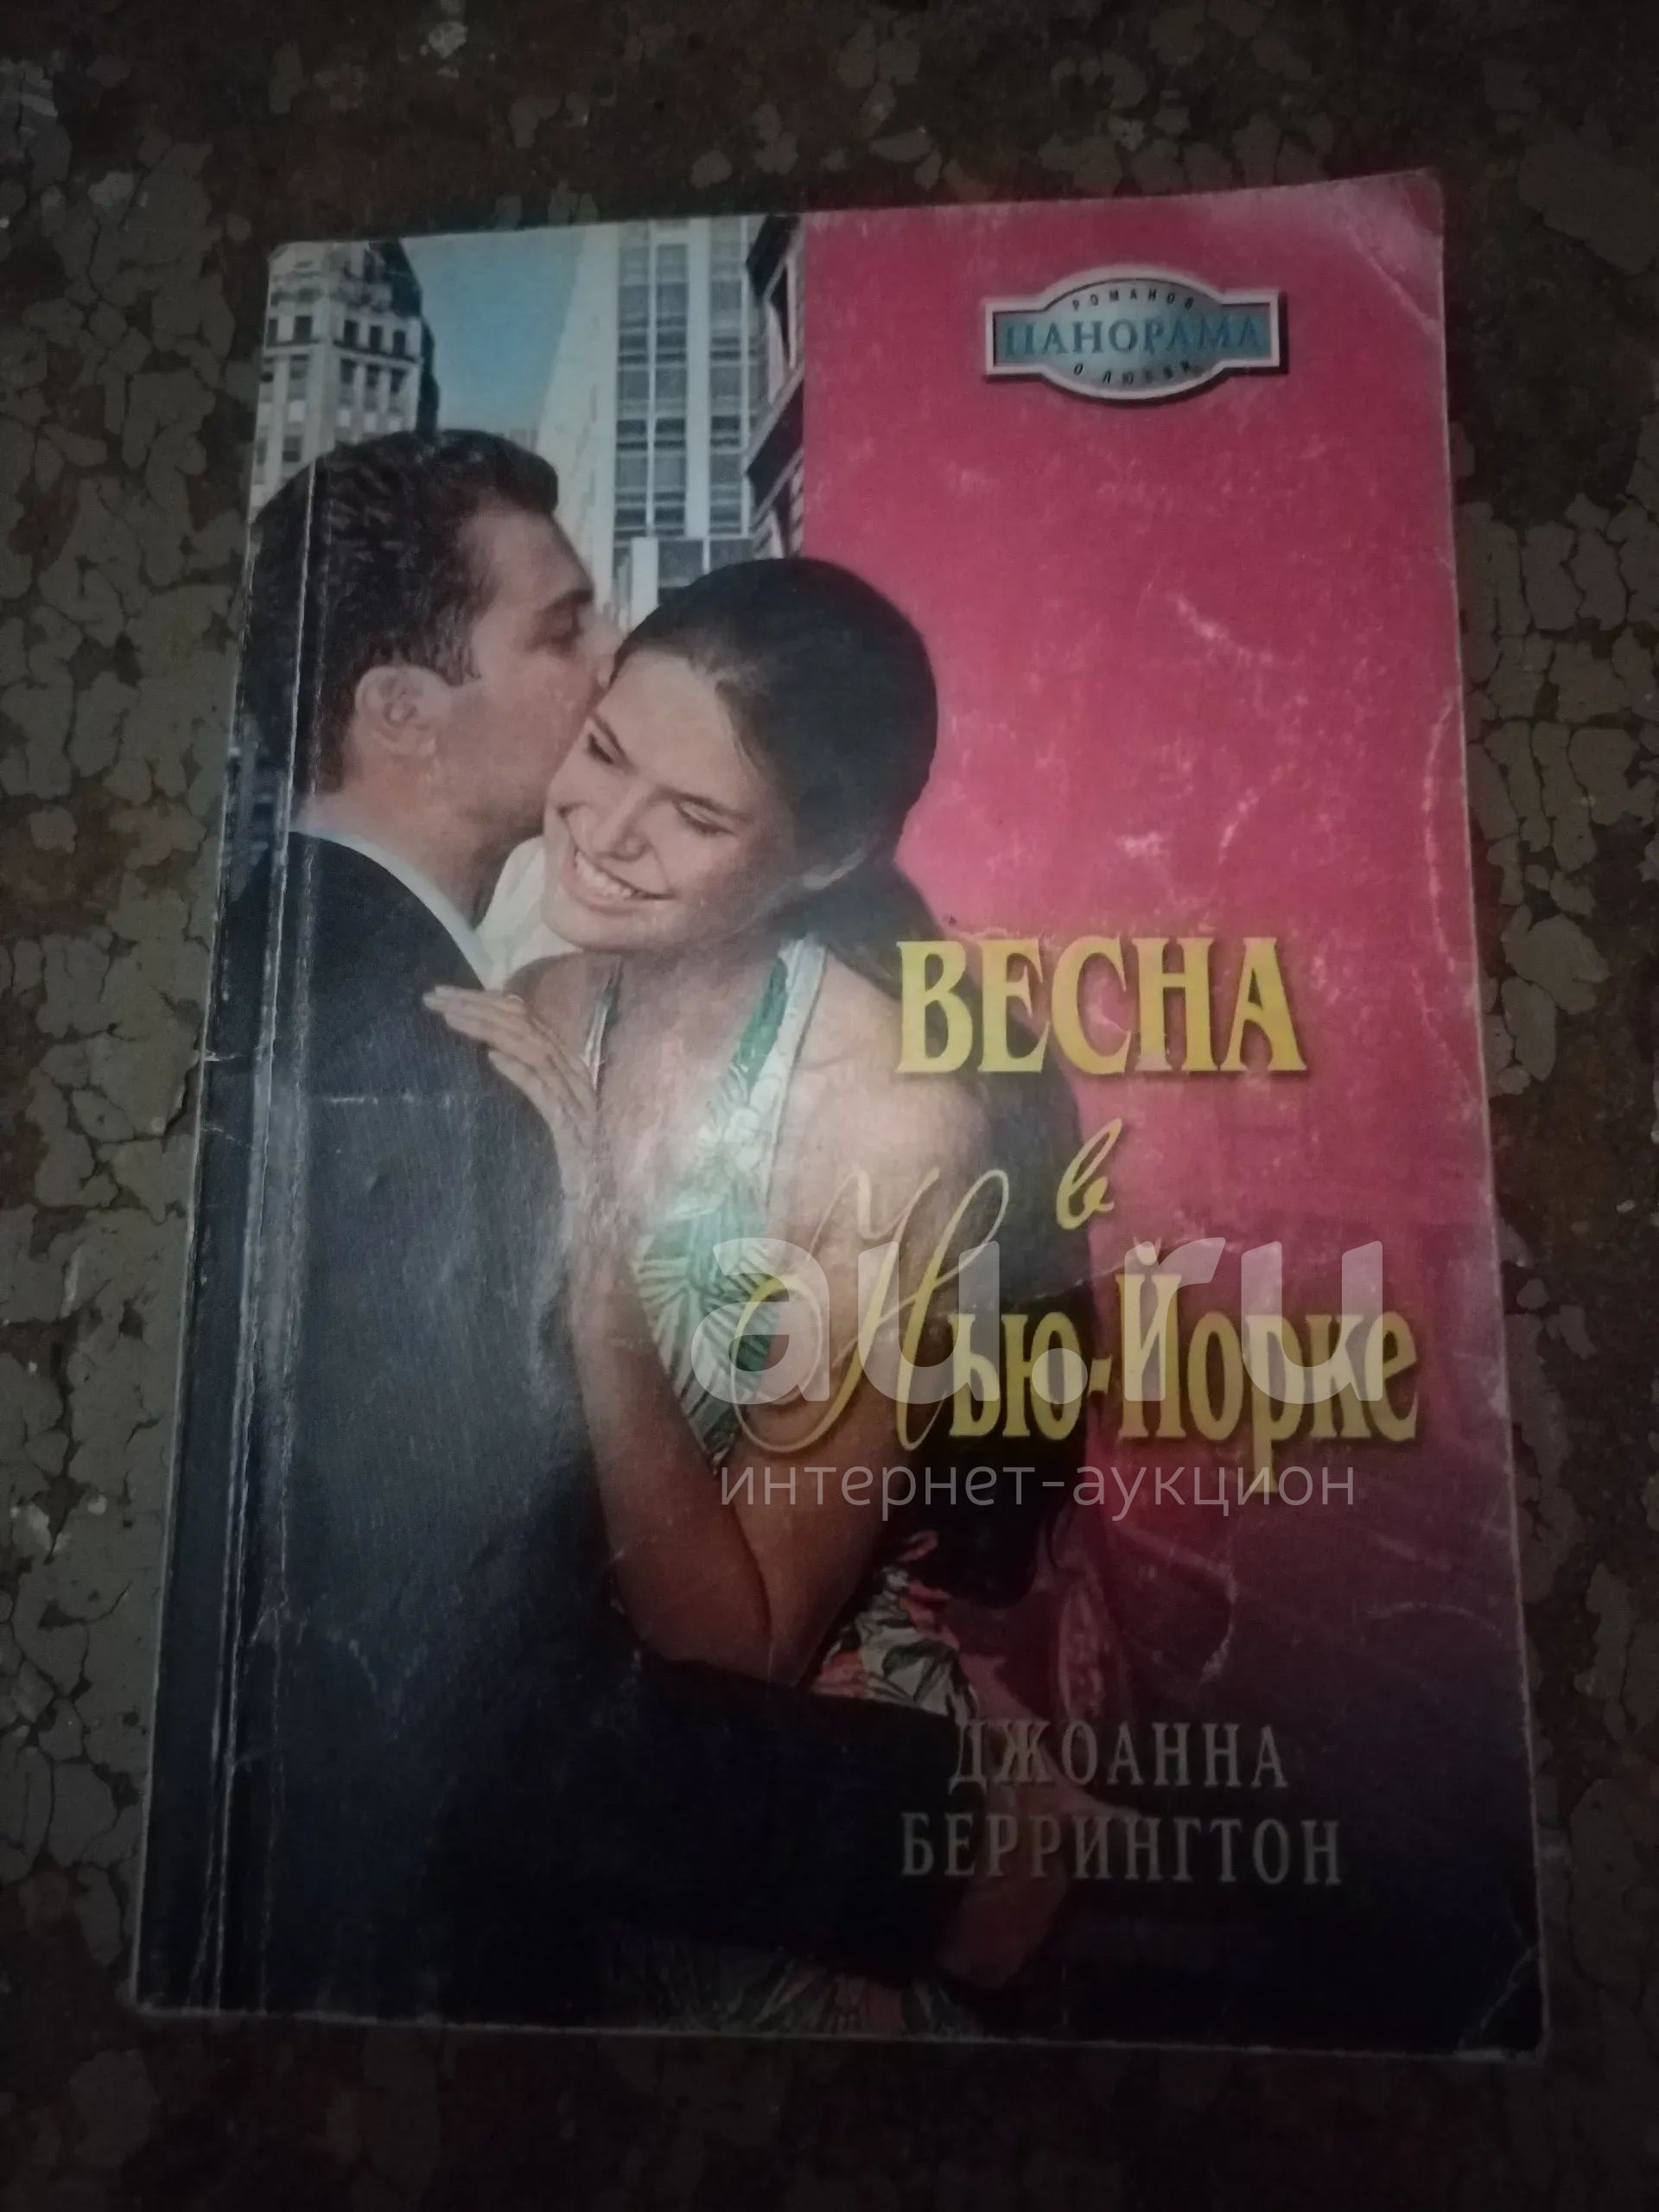 РОМАНОВ
ПАНОРАМА
О ЛЮБВИ
ВЕСНА
в
Нью-Йорке
au.ru
интернет-аукцион
ДЖОАННА
БЕРРИНГТОН